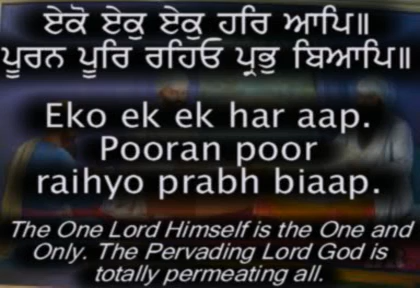 ਏਕੋ ਏਕੁ ਏਕੁ ਹਰਿ ਆਪਿ॥
ਪੂਰਨ ਪੂਰਿ ਰਹਿਓ ਪ੍ਰਭੁ ਬਿਆਪਿ॥
Eko ek ek har aap.
Pooran poor
raihyo prabh biaap.
The One Lord Himself is the One and
Only. The Pervading Lord God is
totally permeating all.